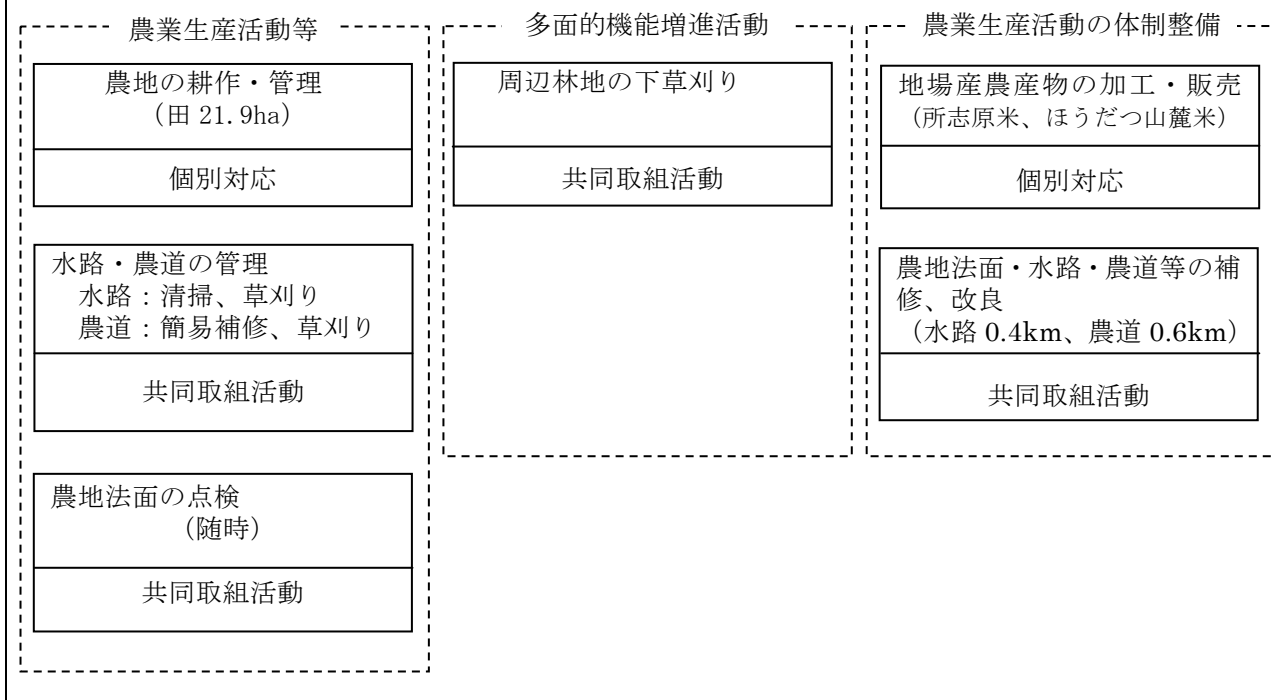 農業生産活動等
農地の耕作・管理
（田 21.9ha）
個別対応
水路・農道の管理
水路：清掃、草刈り
農道：簡易補修、草刈り
共同取組活動
農地法面の点検
（随時）
共同取組活動
多面的機能増進活動
周辺林地の下草刈り
共同取組活動
農業生産活動の体制整備
地場産農産物の加工・販売
（所志原米、ほうだつ山麓米）
個別対応
農地法面・水路・農道等の補
修、改良
（水路 0.4km、農道 0.6km）
共同取組活動